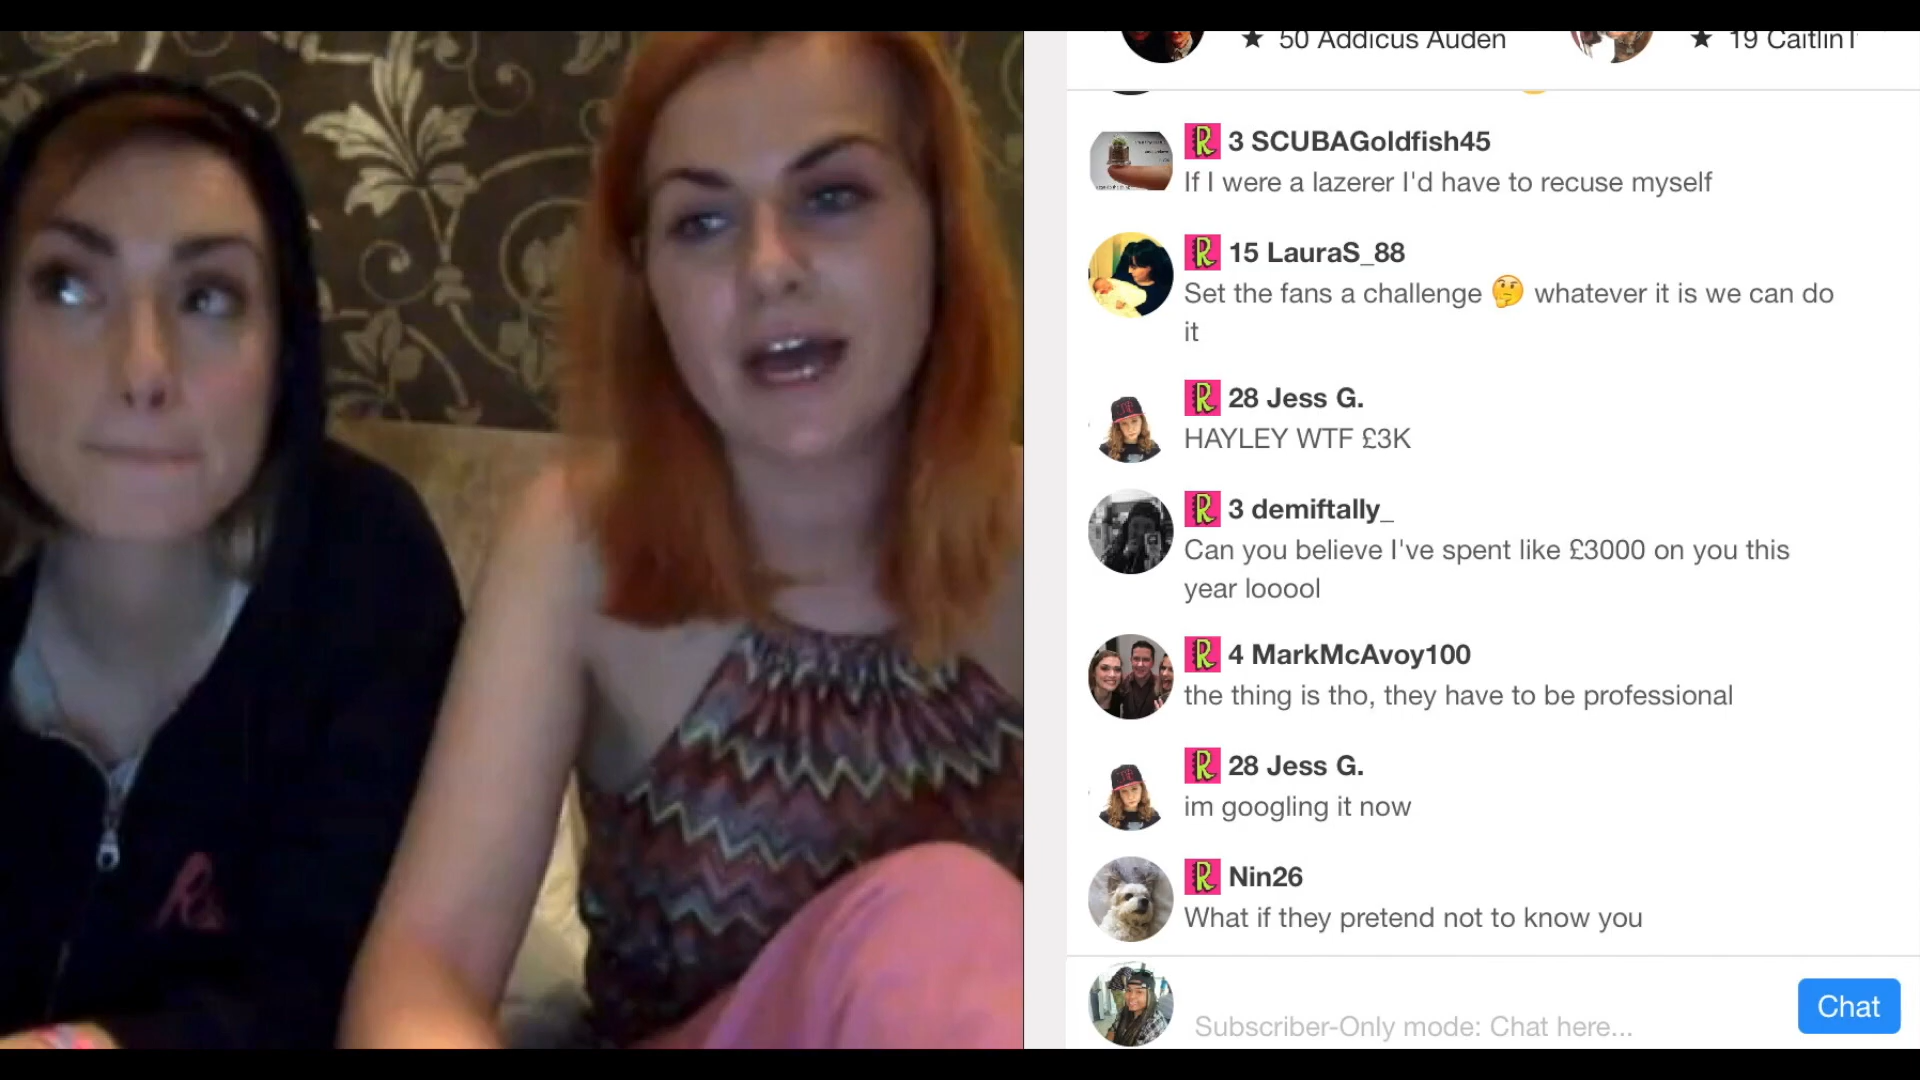 ★ 50 Addicus Auden
★ 19 Caitlin
R 3 SCUBAGoldfish45
If I were a lazerer I'd have to recuse myself
R 15 LauraS_88
Set the fans a challenge 🤔 whatever it is we can do
it
R 28 Jess G.
HAYLEY WTF £3K
R 3 demiftally_
Can you believe I've spent like £3000 on you this
year looool
R 4 MarkMcAvoy100
the thing is tho, they have to be professional
R 28 Jess G.
im googling it now
R Nin26
What if they pretend not to know you
Subscriber-Only mode: Chat here...
Chat